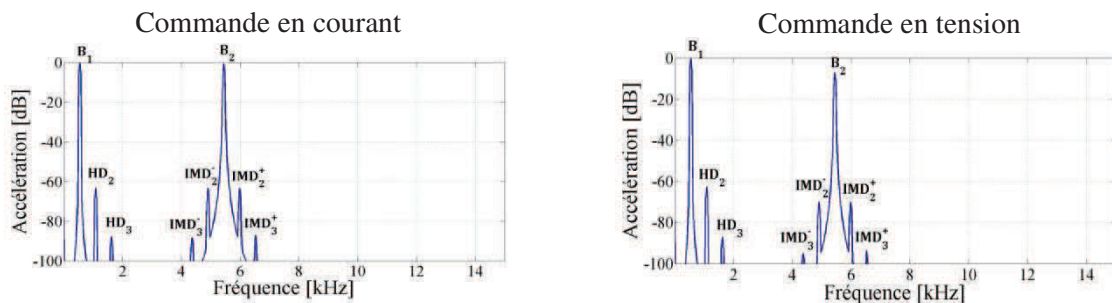 Commande en courant
B₁
B₂
0
-20
-40
-60
-80
-100
Accélération [dB]
HD₂
HD₃
IMD₂⁻
IMD₂⁺
IMD₃⁻
IMD₃⁺
2
4
6
8
10
12
14
Fréquence [kHz]
Commande en tension
B₁
B₂
0
-20
-40
-60
-80
-100
Accélération [dB]
HD₂
HD₃
IMD₂⁻
IMD₂⁺
IMD₃⁻
IMD₃⁺
2
4
6
8
10
12
14
Fréquence [kHz]